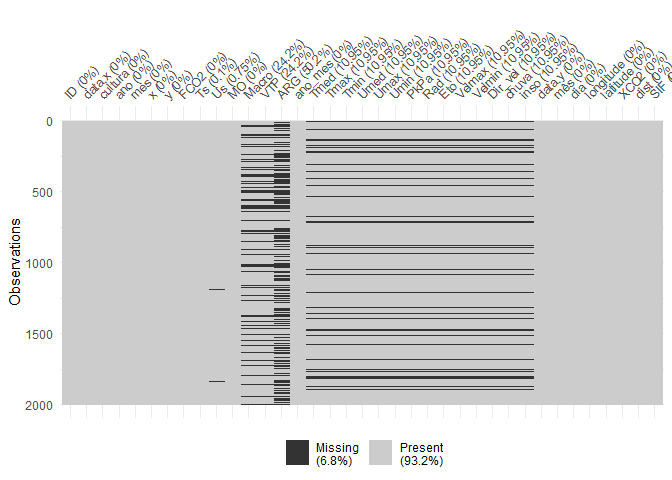 ID (0%)
data.x (0%)
cultura (0%)
ano (0%)
mes (0%)
x (0%)
y (0%)
FCO2 (0%)
Ts (0.1%)
Us (0.75%)
MO (0%)
Macro (24.2%)
VTP (24.2%)
ARG (50.2%)
ano_mes (0%)
Tmed (10.95%)
Tmax (10.95%)
Tmin (10.95%)
Umed (10.95%)
Umax (10.95%)
Umin (10.95%)
PkPa (10.95%)
Rad (10.95%)
Eto (10.95%)
Velmax (10.95%)
Velmin (10.95%)
Dir_vel (10.95%)
chuva (10.95%)
inso (10.95%)
data.y (0%)
mês (0%)
dia (0%)
longitude (0%)
latitude (0%)
XCO2 (0%)
dist (0%
SIF (0%
Observations
0
500
1000
1500
2000
Missing
(6.8%)
Present
(93.2%)